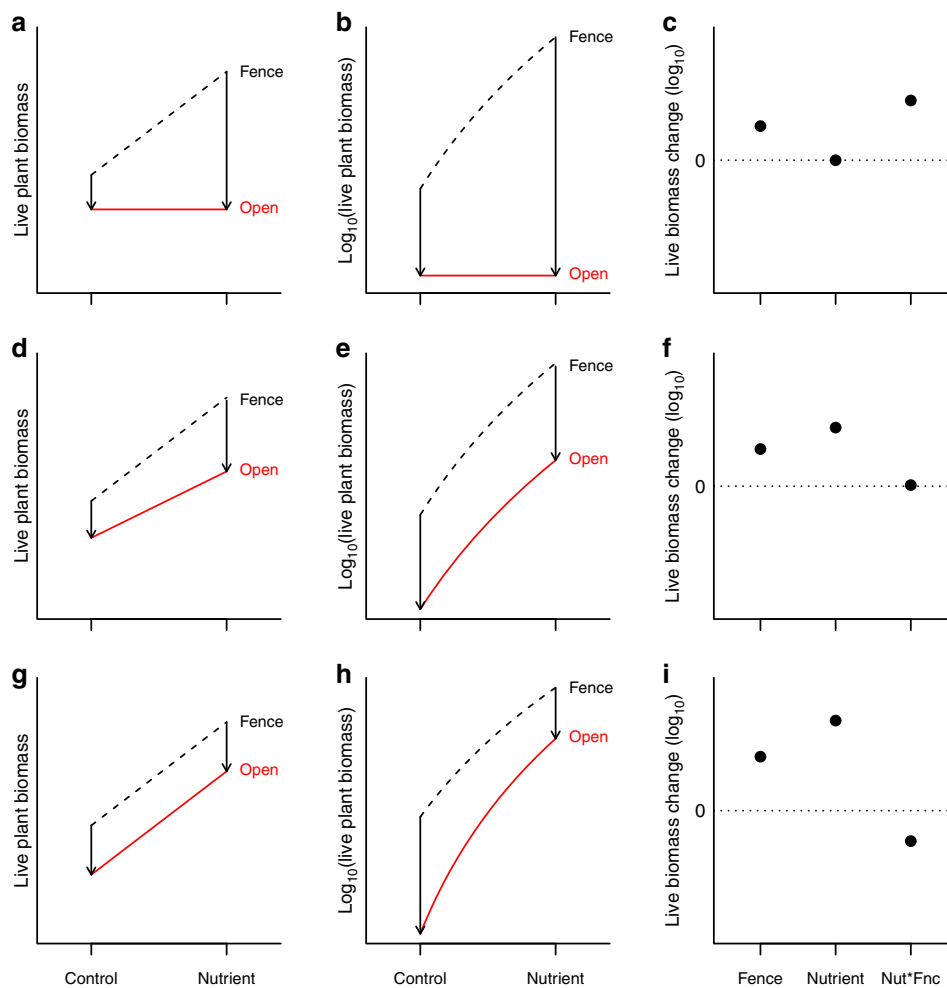 a
Live plant biomass
Fence
Open
b
Log₁₀(live plant biomass)
Fence
Open
c
Live biomass change (log₁₀)
0
d
Live plant biomass
Fence
Open
e
Log₁₀(live plant biomass)
Fence
Open
f
Live biomass change (log₁₀)
0
g
Live plant biomass
Fence
Open
Control
Nutrient
h
Log₁₀(live plant biomass)
Fence
Open
Control
Nutrient
i
Live biomass change (log₁₀)
0
Fence
Nutrient
Nut*Fnc